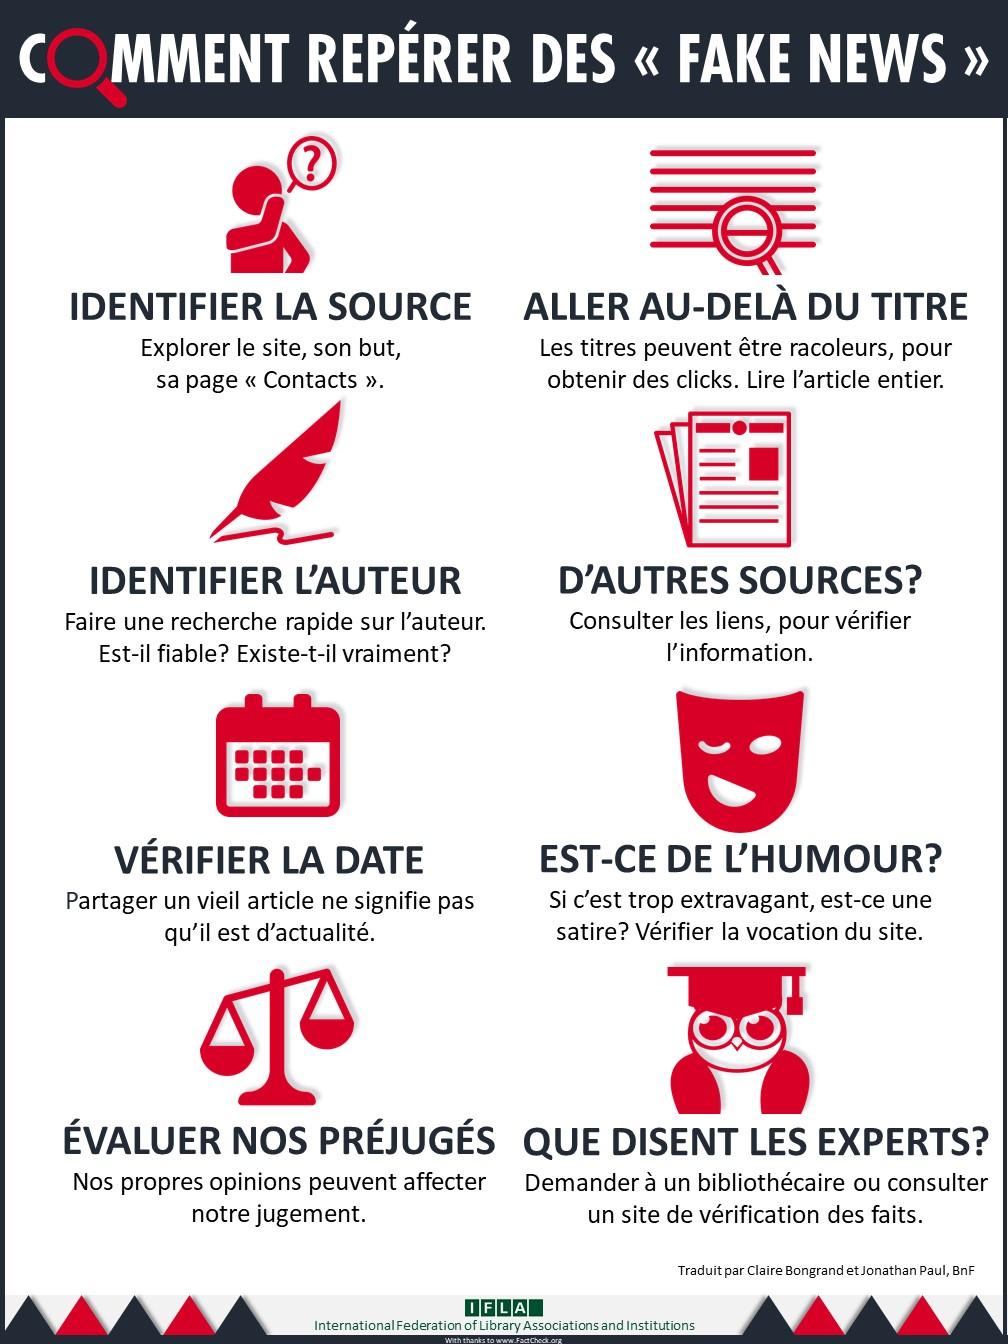 COMMENT REPÉRER DES « FAKE NEWS »
IDENTIFIER LA SOURCE
Explorer le site, son but,
sa page « Contacts ».
ALLER AU-DELÀ DU TITRE
Les titres peuvent être racoleurs, pour
obtenir des clicks. Lire l’article entier.
IDENTIFIER L’AUTEUR
Faire une recherche rapide sur l’auteur.
Est-il fiable? Existe-t-il vraiment?
D’AUTRES SOURCES?
Consulter les liens, pour vérifier
l’information.
VÉRIFIER LA DATE
Partager un vieil article ne signifie pas
qu’il est d’actualité.
EST-CE DE L’HUMOUR?
Si c’est trop extravagant, est-ce une
satire? Vérifier la vocation du site.
ÉVALUER NOS PRÉJUGÉS
Nos propres opinions peuvent affecter
notre jugement.
QUE DISENT LES EXPERTS?
Demander à un bibliothécaire ou consulter
un site de vérification des faits.
Traduit par Claire Bongrand et Jonathan Paul, BnF
IFLA
International Federation of Library Associations and Institutions
With thanks to www.FactCheck.org
?